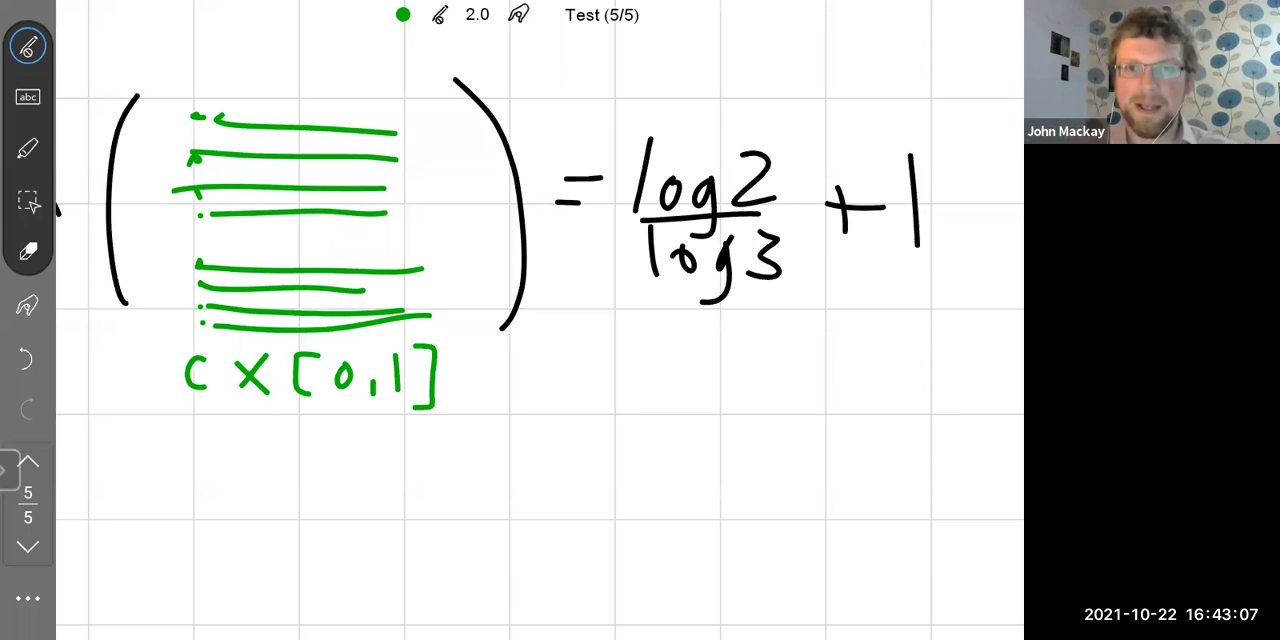 2.0 Test (5/5)
abc
John Mackay
( ) = log2/log3 + 1
C × [0,1]
5
5
2021-10-22 16:43:07